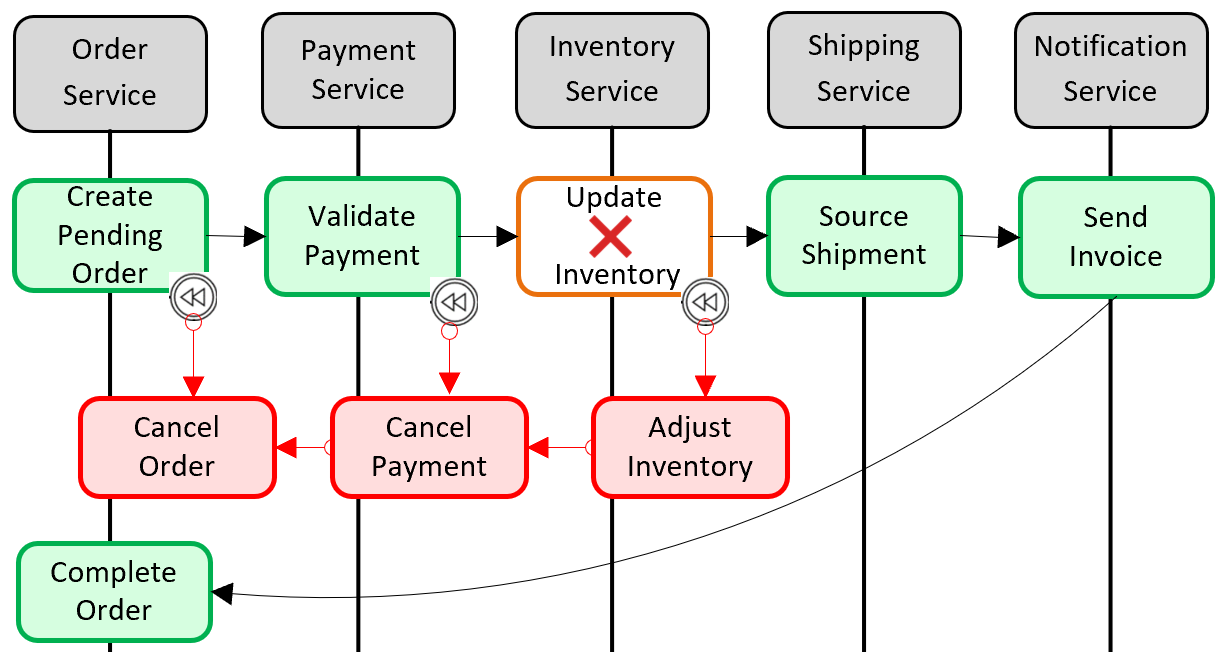 Order
Service
Payment
Service
Inventory
Service
Shipping
Service
Notification
Service
Create
Pending
Order
Validate
Payment
Update
Inventory
Source
Shipment
Send
Invoice
Cancel
Order
Cancel
Payment
Adjust
Inventory
Complete
Order